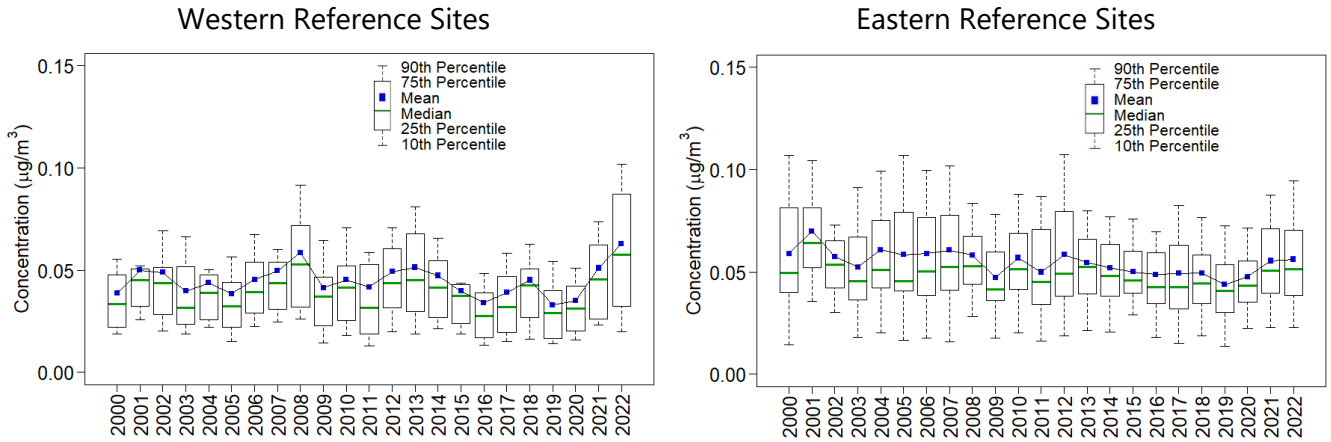 Western Reference Sites
Concentration (μg/m³)
0.15
0.10
0.05
0.00
90th Percentile
75th Percentile
Mean
Median
25th Percentile
10th Percentile
2000 2001 2002 2003 2004 2005 2006 2007 2008 2009 2010 2011 2012 2013 2014 2015 2016 2017 2018 2019 2020 2021 2022
Eastern Reference Sites
Concentration (μg/m³)
0.15
0.10
0.05
0.00
90th Percentile
75th Percentile
Mean
Median
25th Percentile
10th Percentile
2000 2001 2002 2003 2004 2005 2006 2007 2008 2009 2010 2011 2012 2013 2014 2015 2016 2017 2018 2019 2020 2021 2022